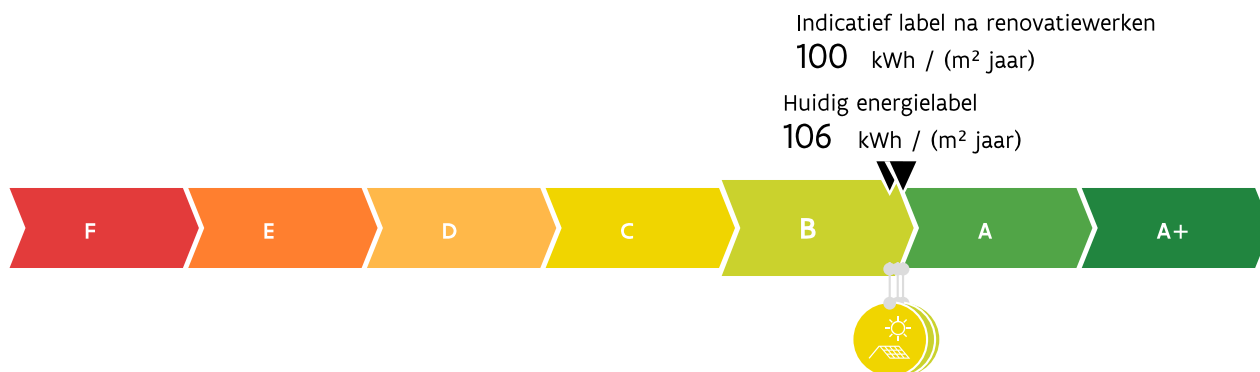 Indicatief label na renovatiewerken
100 kWh / (m² jaar)
Huidig energielabel
106 kWh / (m² jaar)
F E D C B A A+